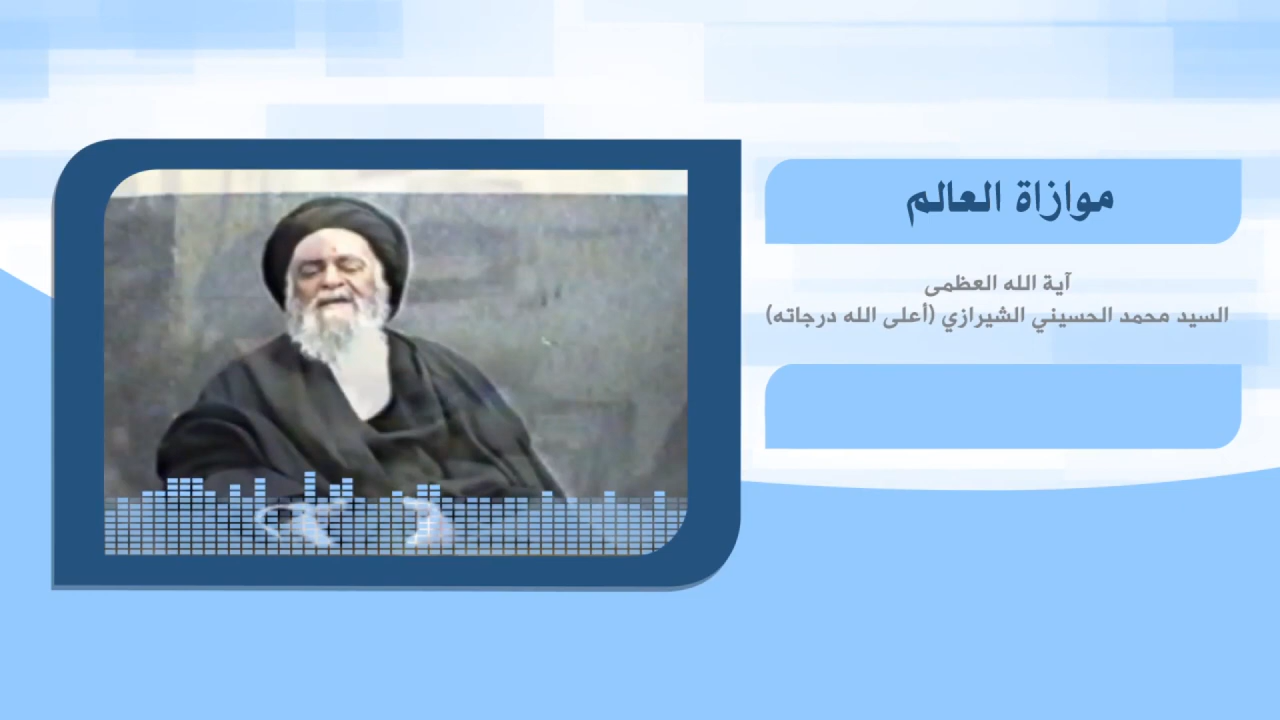 موازاة العالم
آية الله العظمى
السيد محمد الحسيني الشيرازي (أعلى الله درجاته)